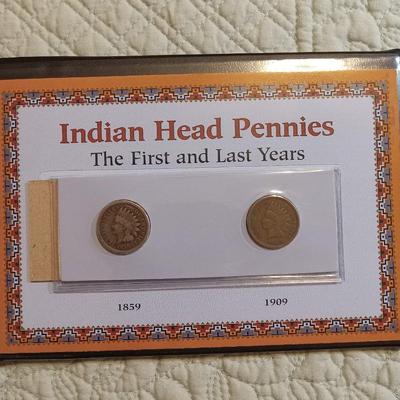 Indian Head Pennies
The First and Last Years
1859
1909